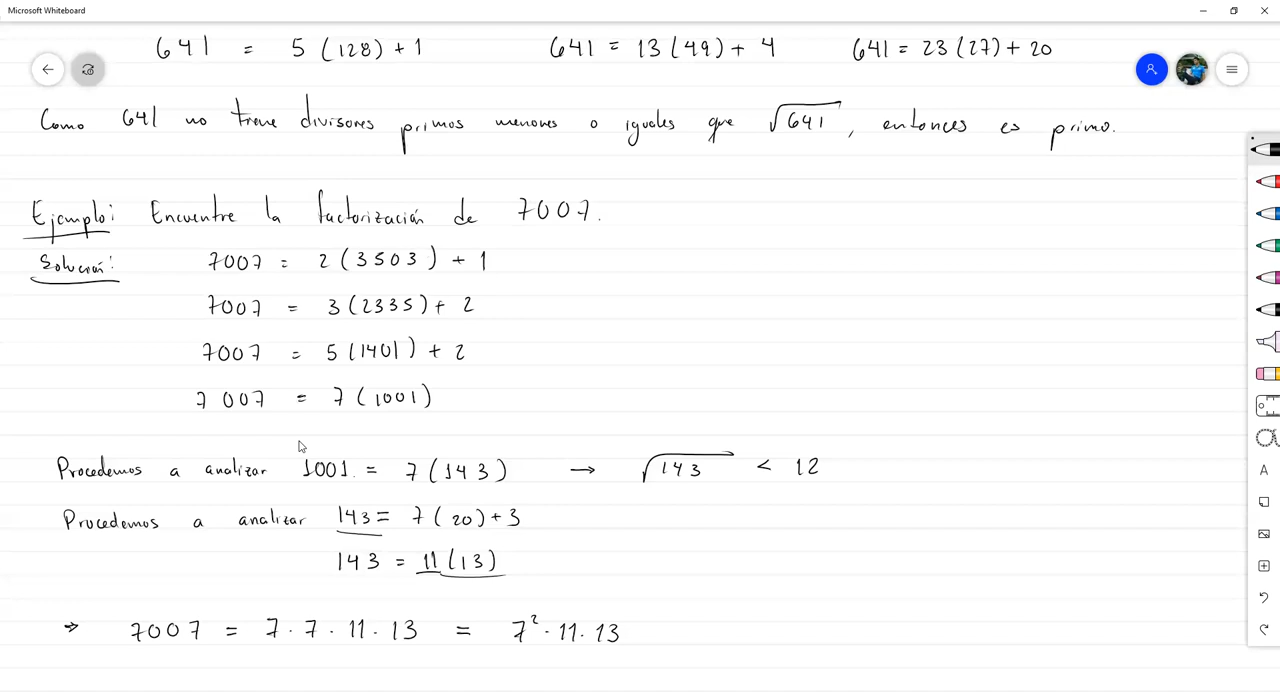 Microsoft Whiteboard
641 = 5 (128) + 1 641 = 13 (49) + 4 641 = 23 (27) + 20
Como 641 no tiene divisores primos menores o iguales que √641, entonces es primo.
Ejemplo: Encuentre la factorización de 7007.
Solución: 7007 = 2 (3503) + 1
7007 = 3 (2335) + 2
7007 = 5 (1401) + 2
7007 = 7 (1001)
Procedemos a analizar 1001. = 7 (143) → √143 < 12
Procedemos a analizar 143 = 7 (20) + 3
143 = 11 (13)
→ 7007 = 7 · 7 · 11 · 13 = 7² · 11 · 13
A